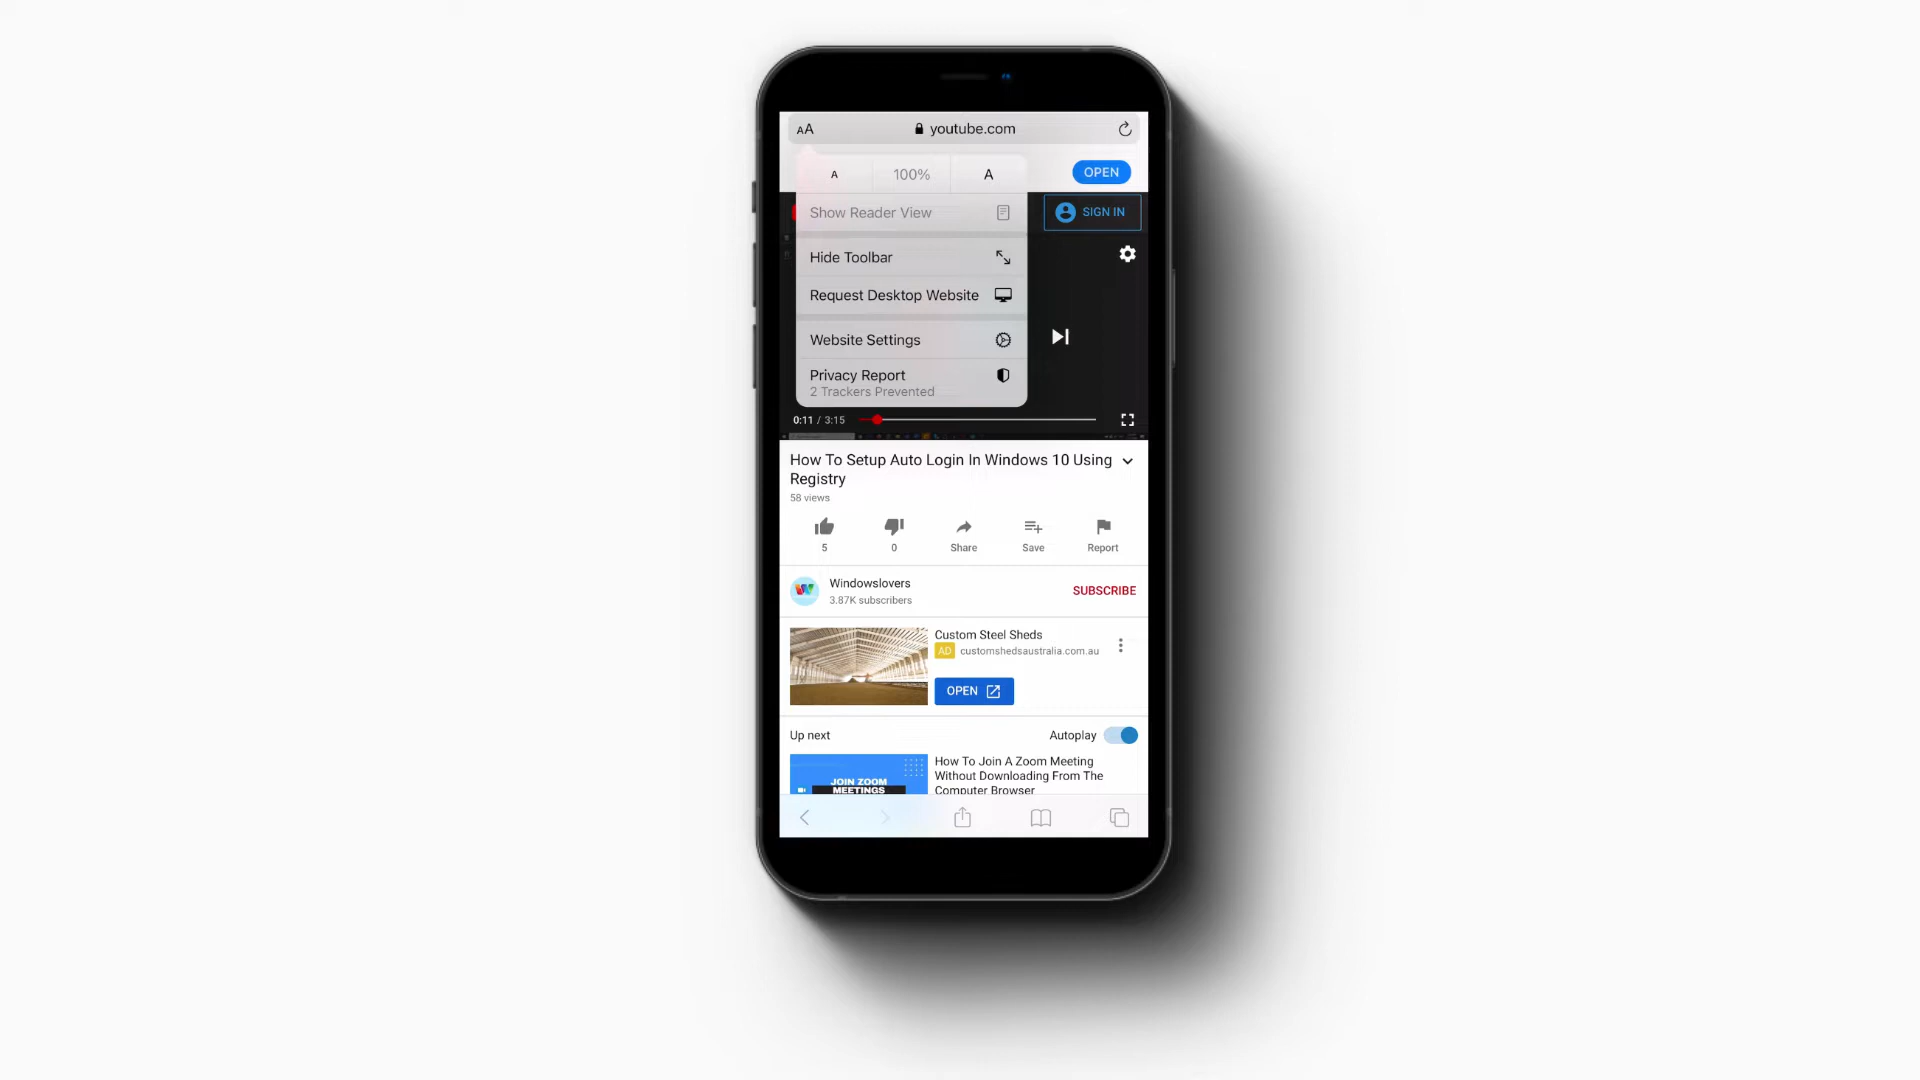 AA youtube.com
A 100% A
OPEN
Show Reader View
SIGN IN
Hide Toolbar
Request Desktop Website
Website Settings
Privacy Report
2 Trackers Prevented
0:11 / 3:15
How To Setup Auto Login In Windows 10 Using
Registry
58 views
5 0 Share Save Report
Windowslovers
3.87K subscribers
SUBSCRIBE
Custom Steel Sheds
AD customshedsaustralia.com.au
OPEN
Up next
Autoplay
JOIN ZOOM
MEETINGS
How To Join A Zoom Meeting
Without Downloading From The
Computer Browser